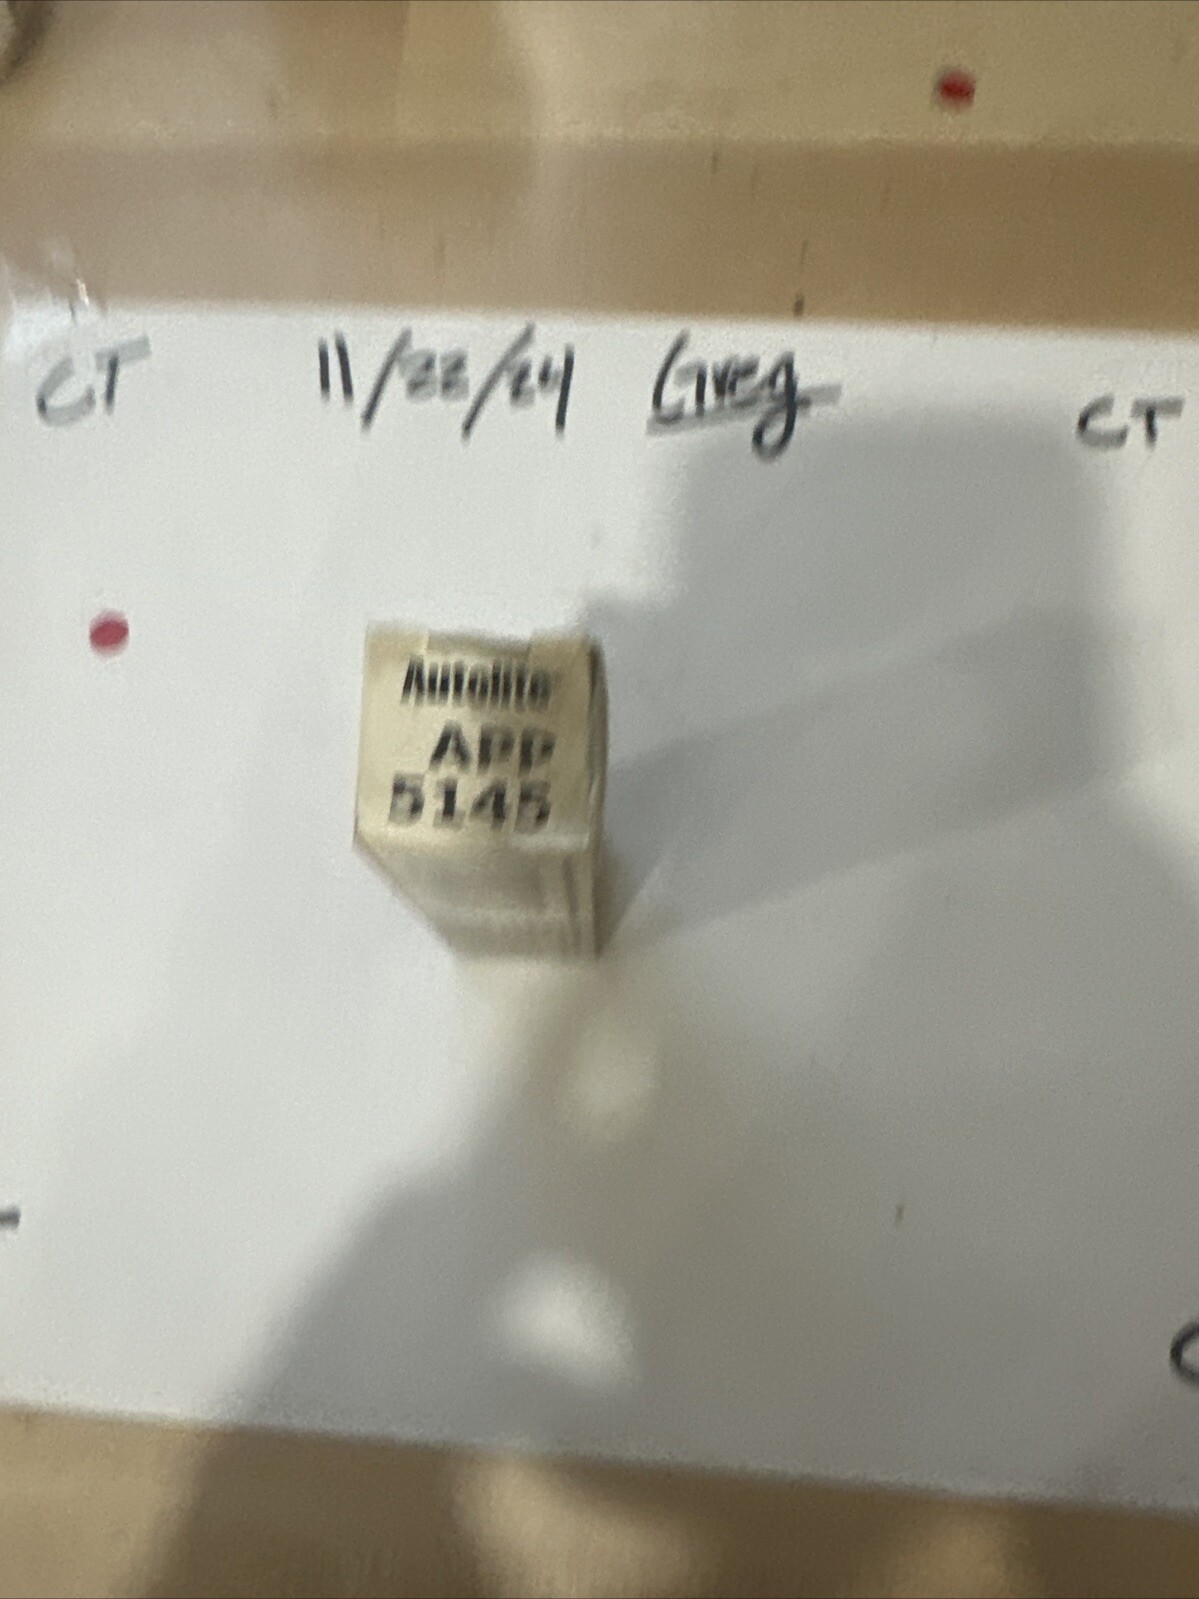 CT 11/22/24 Greg CT
Autolite
APP
5145